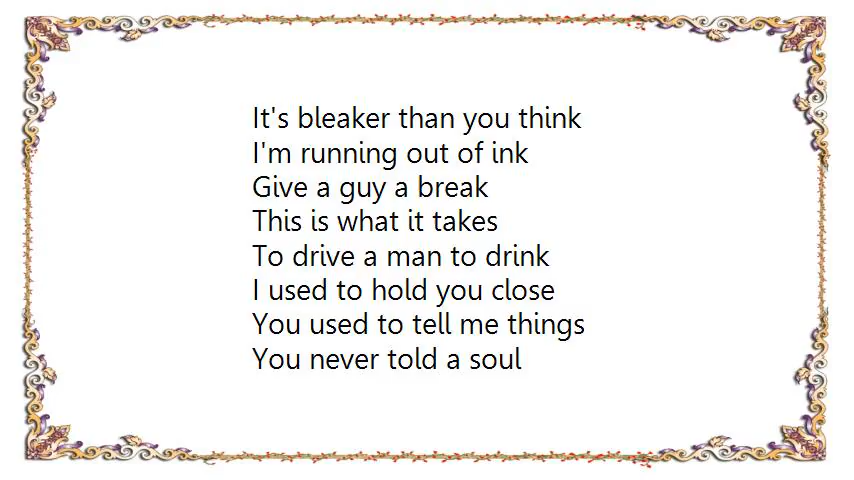 It's bleaker than you think
I'm running out of ink
Give a guy a break
This is what it takes
To drive a man to drink
I used to hold you close
You used to tell me things
You never told a soul